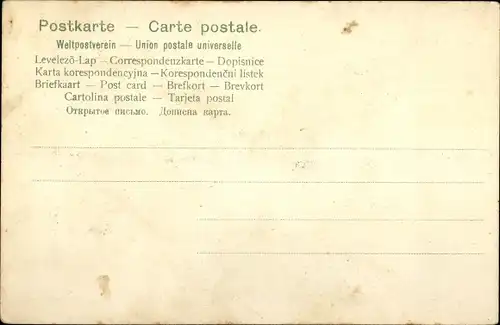 Postkarte — Carte postale.
Weltpostverein — Union postale universelle
Levelező-Lap — Correspondenzkarte — Dopisnice
Karta korespondencyjna — Korespondenční lístek
Briefkaart — Post card — Brefkort — Brevkort
Cartolina postale — Tarjeta postal
Открытое письмо. Дописна карта.